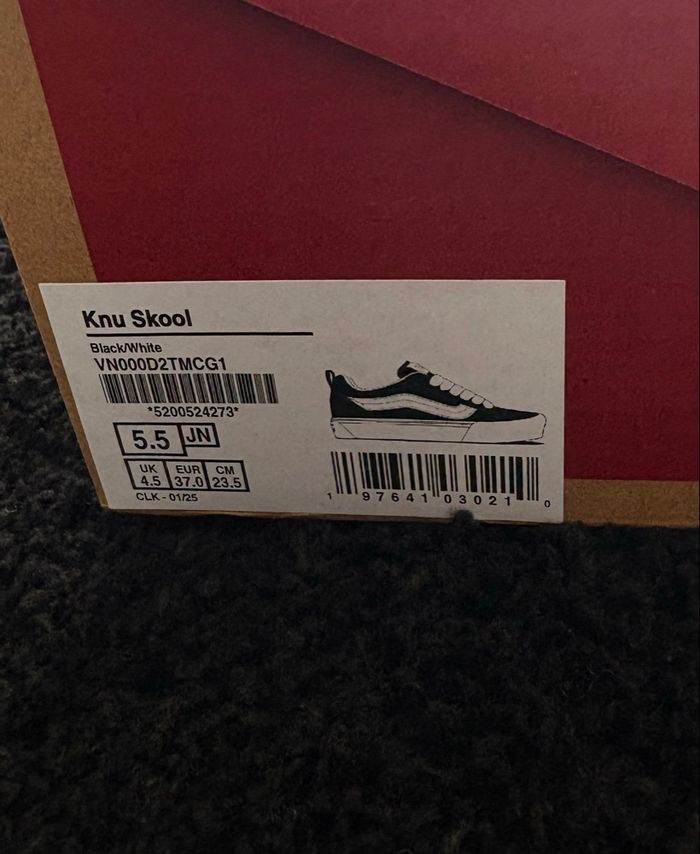 Knu Skool
Black/White
VN000D2TMCG1
*5200524273*
5.5 JN
UK EUR CM
4.5 37.0 23.5
CLK - 01/25
1 97641 03021 0